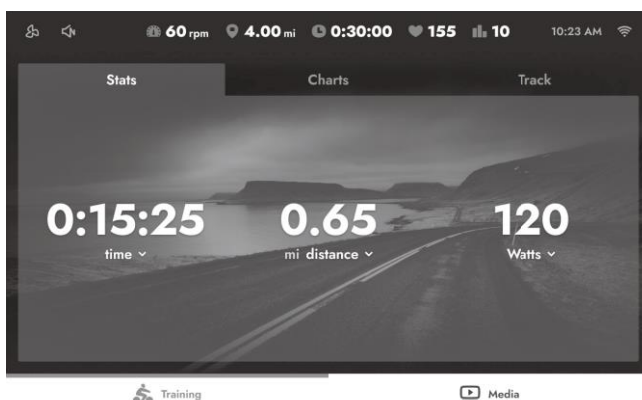 60 rpm 4.00 mi 0:30:00 155 10 10:23 AM
Stats Charts Track
0:15:25 0.65 120
time mi distance Watts
Training Media